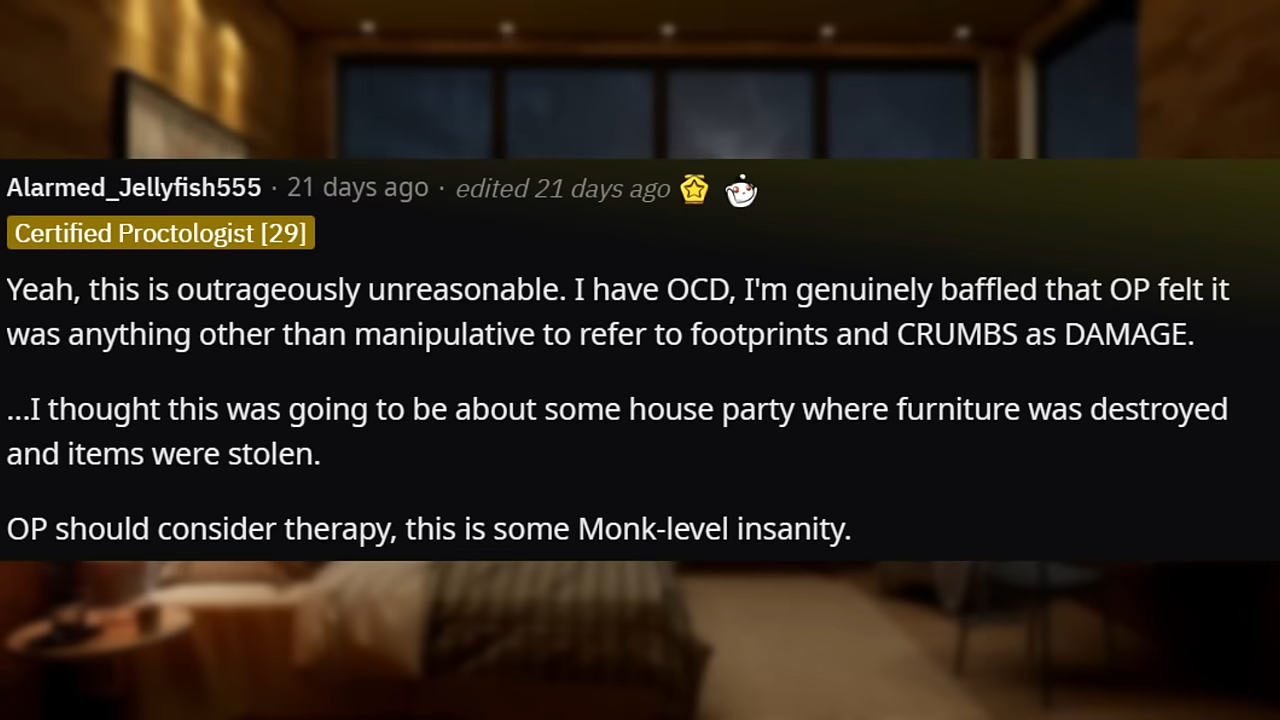 Alarmed_Jellyfish555 · 21 days ago · edited 21 days ago
Certified Proctologist [29]
Yeah, this is outrageously unreasonable. I have OCD, I'm genuinely baffled that OP felt it
was anything other than manipulative to refer to footprints and CRUMBS as DAMAGE.
...I thought this was going to be about some house party where furniture was destroyed
and items were stolen.
OP should consider therapy, this is some Monk-level insanity.